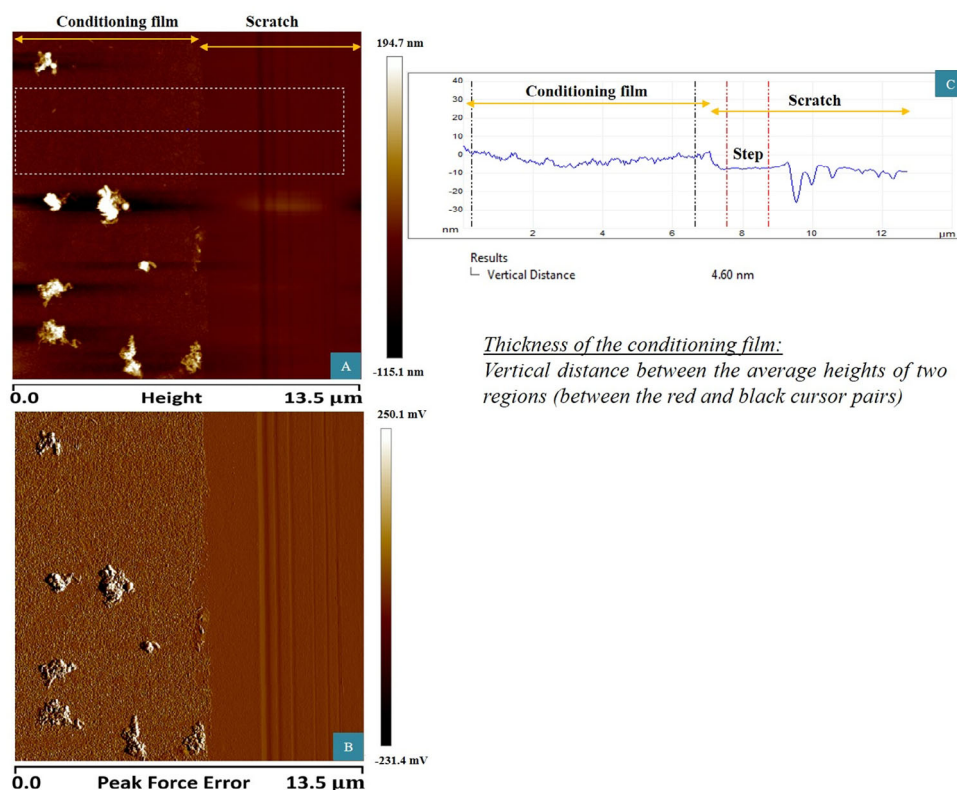 Conditioning film Scratch
194.7 nm
A
-115.1 nm
0.0 Height 13.5 μm
250.1 mV
B
-231.4 mV
0.0 Peak Force Error 13.5 μm
C
40
30
20
10
0
-10
-20
-30
Conditioning film
Scratch
Step
nm 2 4 6 8 10 12 μm
Results
Vertical Distance 4.60 nm
Thickness of the conditioning film:
Vertical distance between the average heights of two
regions (between the red and black cursor pairs)